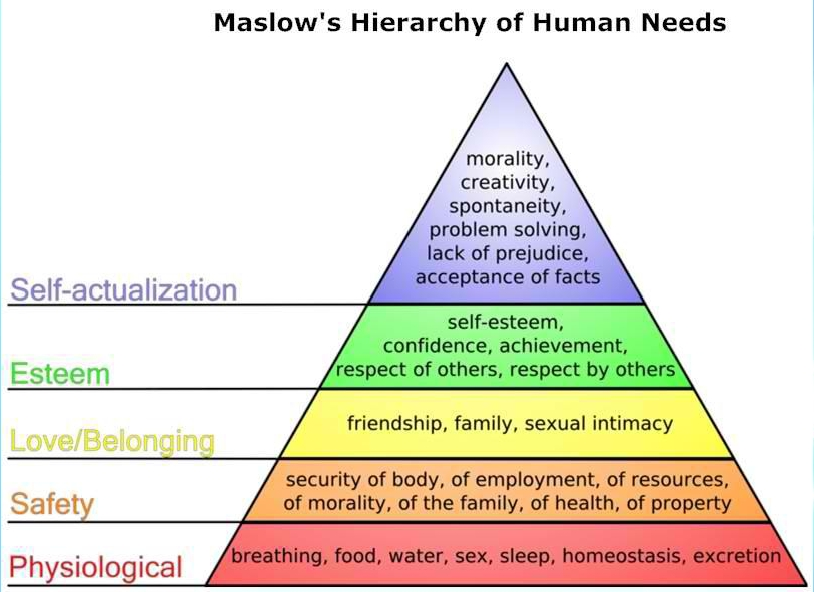 Maslow's Hierarchy of Human Needs
morality,
creativity,
spontaneity,
problem solving,
lack of prejudice,
acceptance of facts
Self-actualization
self-esteem,
confidence, achievement,
respect of others, respect by others
Esteem
friendship, family, sexual intimacy
Love/Belonging
security of body, of employment, of resources,
of morality, of the family, of health, of property
Safety
breathing, food, water, sex, sleep, homeostasis, excretion
Physiological